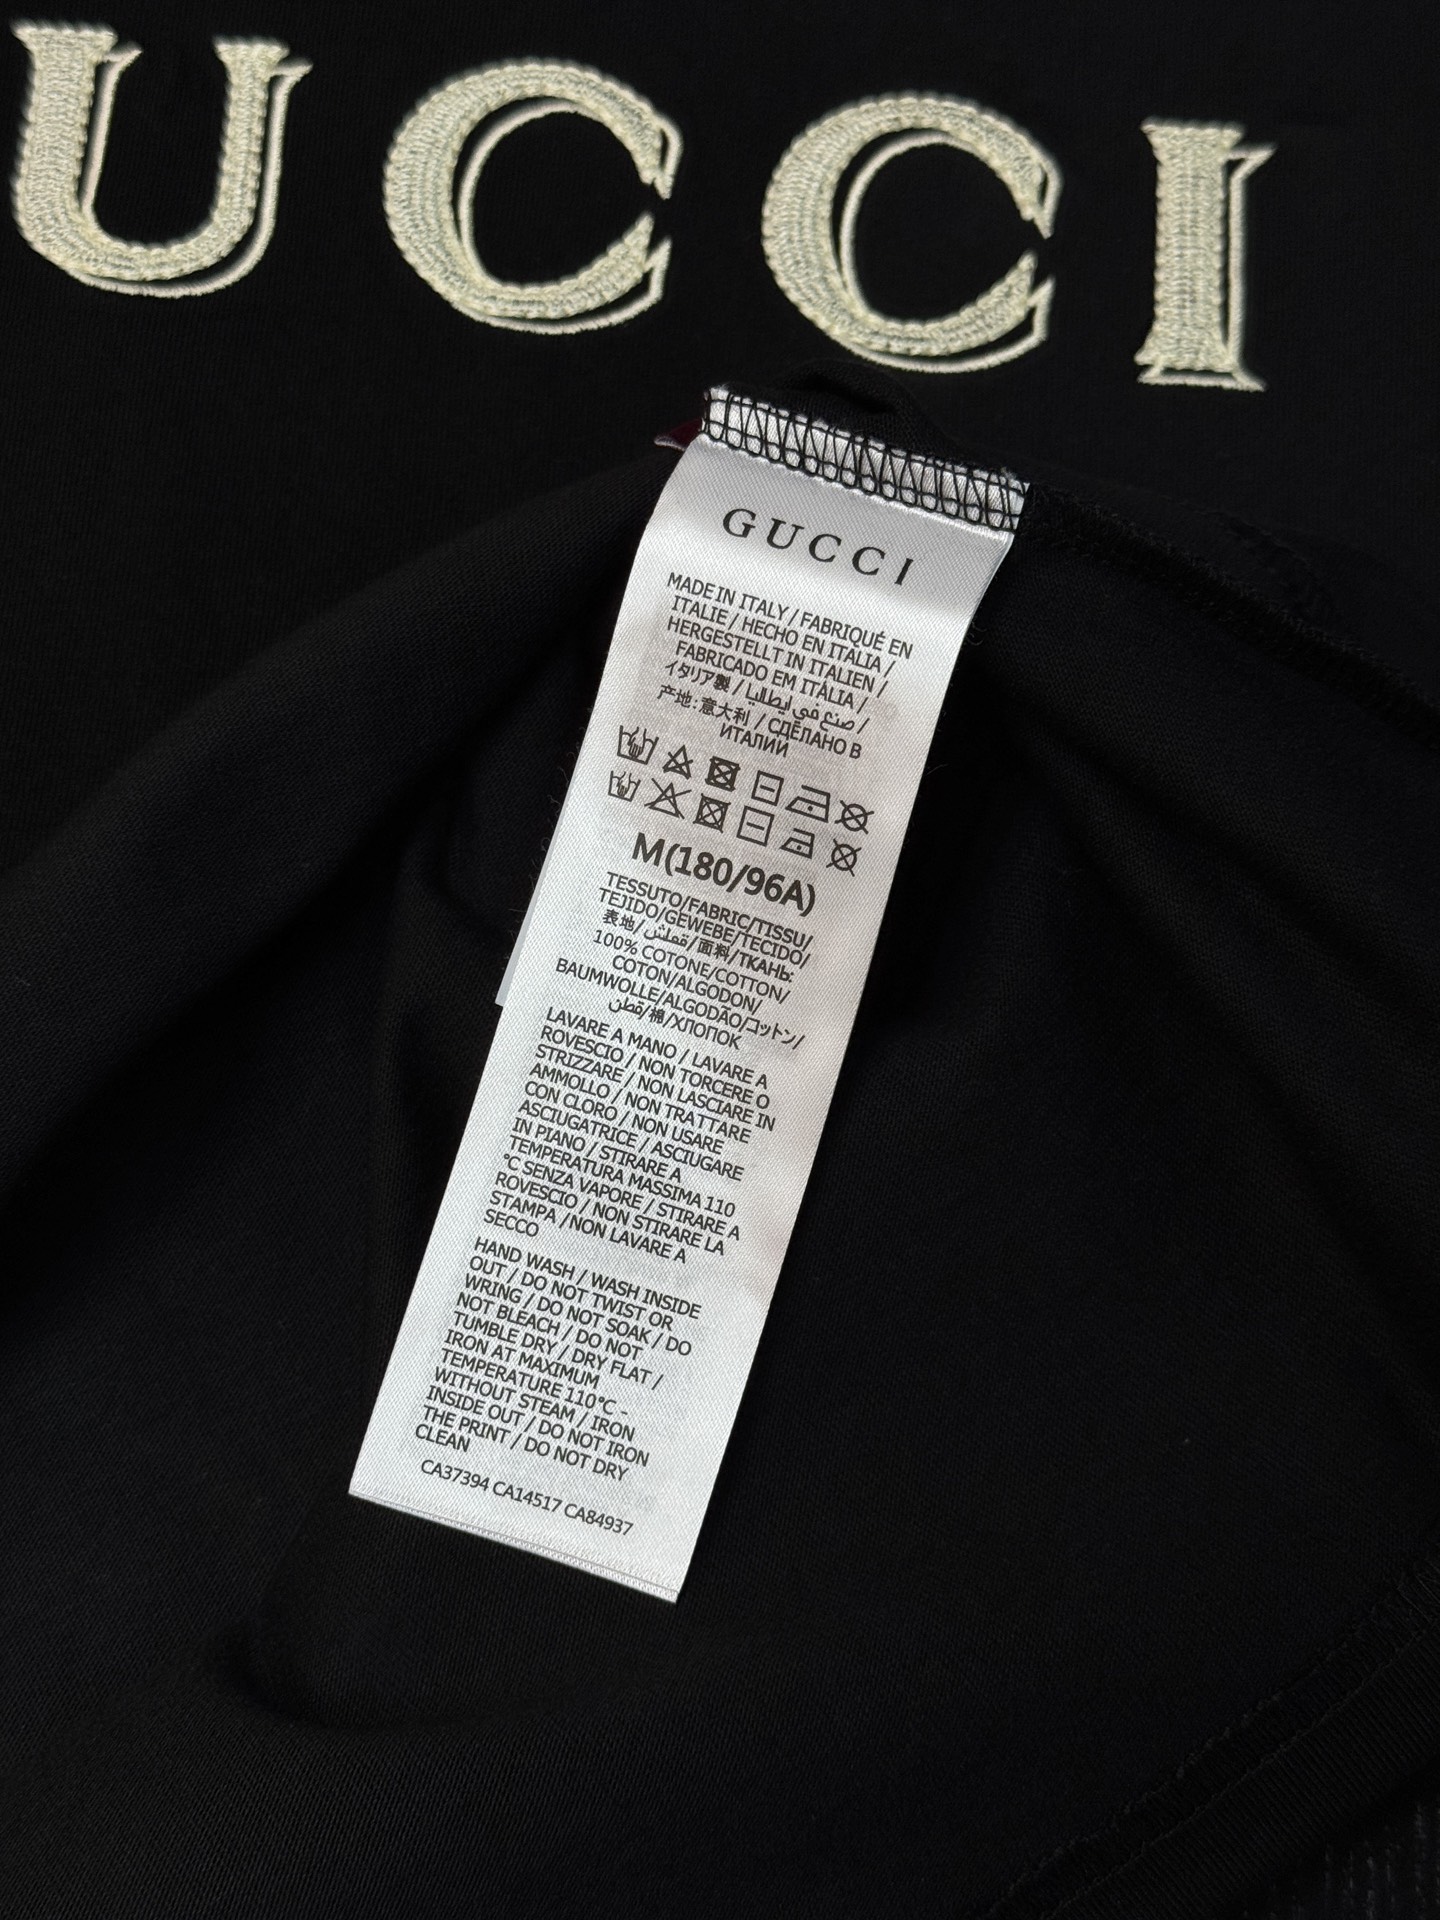 UCCI
GUCCI
MADE IN ITALY / FABRIQUÉ EN
ITALIE / HECHO EN ITALIA /
HERGESTELLT IN ITALIEN /
FABRICADO EM ITÀLIA /
イタリア製 / صنع في ايطاليا /
产地:意大利 / СДЕЛАНО В
ИТАЛИИ
M(180/96A)
TESSUTO/FABRIC/TISSU/
TEJIDO/GEWEBE/TECIDO/
表地/قماش/面料/ТКАНЬ:
100% COTONE/COTTON/
COTON/ALGODON/
BAUMWOLLE/ALGODÃO/コットン/
قطن/棉/ХЛОПОК
LAVARE A MANO / LAVARE A
ROVESCIO / NON TORCERE O
STRIZZARE / NON LASCIARE IN
AMMOLLO / NON TRATTARE
CON CLORO / NON USARE
ASCIUGATRICE / ASCIUGARE
IN PIANO / STIRARE A
TEMPERATURA MASSIMA 110
°C SENZA VAPORE / STIRARE A
ROVESCIO / NON STIRARE LA
STAMPA /NON LAVARE A
SECCO
HAND WASH / WASH INSIDE
OUT / DO NOT TWIST OR
WRING / DO NOT SOAK / DO
NOT BLEACH / DO NOT
TUMBLE DRY / DRY FLAT /
IRON AT MAXIMUM
TEMPERATURE 110°C -
WITHOUT STEAM / IRON
INSIDE OUT / DO NOT IRON
THE PRINT / DO NOT DRY
CLEAN
CA37394 CA14517 CA84937